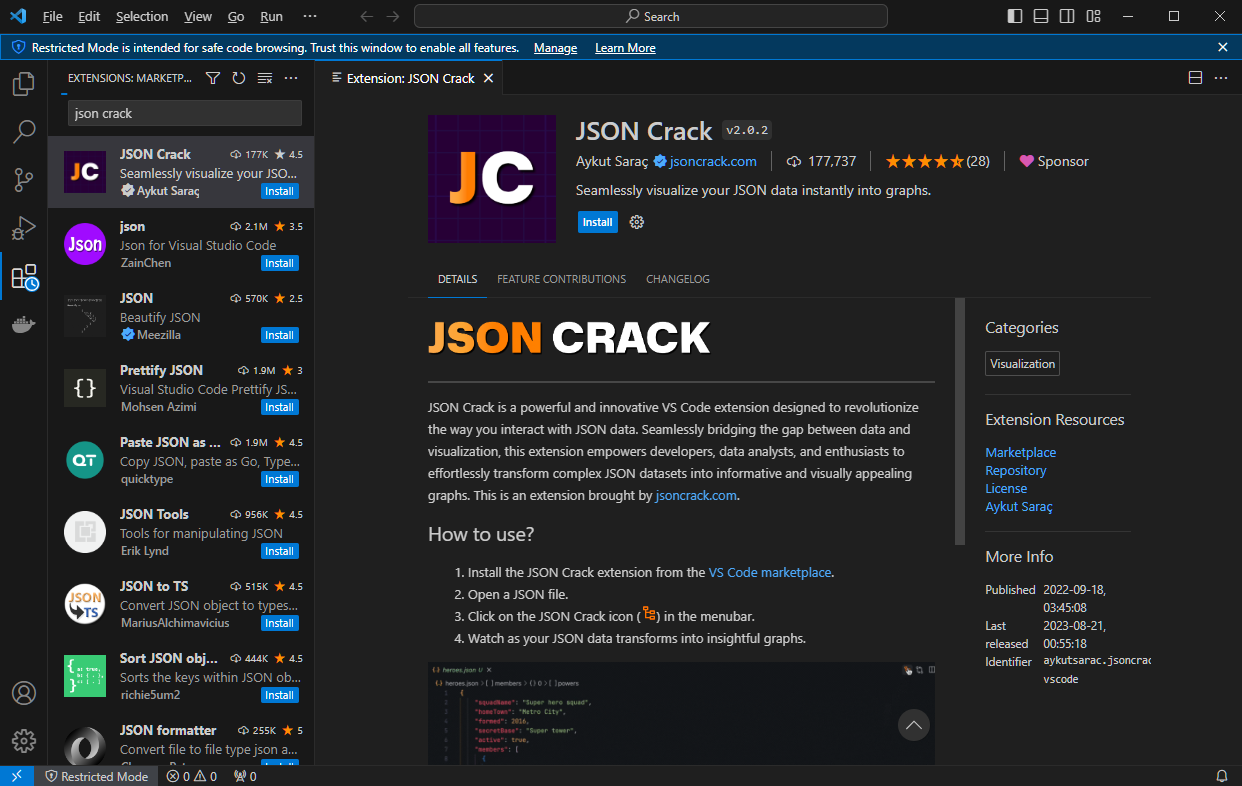 File Edit Selection View Go Run ··· Search
Restricted Mode is intended for safe code browsing. Trust this window to enable all features. Manage Learn More
EXTENSIONS: MARKETP...
json crack
JSON Crack 177K 4.5
Seamlessly visualize your JSO...
Aykut Saraç Install
Json
json 2.1M 3.5
Json for Visual Studio Code
ZainChen Install
JSON 570K 2.5
Beautify JSON
Meezilla Install
{}
Prettify JSON 1.9M 3
Visual Studio Code Prettify JS...
Mohsen Azimi Install
QT
Paste JSON as ... 1.9M 4.5
Copy JSON, paste as Go, Type...
quicktype Install
JSON Tools 956K 4.5
Tools for manipulating JSON
Erik Lynd Install
JSON TS
JSON to TS 515K 4.5
Convert JSON object to types...
MariusAlchimavicius Install
Sort JSON obj... 444K 4.5
Sorts the keys within JSON ob...
richie5um2 Install
JSON formatter 255K 5
Convert file to file type json a...
Extension: JSON Crack
JC
JC
JSON Crack v2.0.2
Aykut Saraç jsoncrack.com 177,737 (28) Sponsor
Seamlessly visualize your JSON data instantly into graphs.
Install
DETAILS FEATURE CONTRIBUTIONS CHANGELOG
JSON CRACK
JSON Crack is a powerful and innovative VS Code extension designed to revolutionize
the way you interact with JSON data. Seamlessly bridging the gap between data and
visualization, this extension empowers developers, data analysts, and enthusiasts to
effortlessly transform complex JSON datasets into informative and visually appealing
graphs. This is an extension brought by jsoncrack.com.
How to use?
1. Install the JSON Crack extension from the VS Code marketplace.
2. Open a JSON file.
3. Click on the JSON Crack icon ( ) in the menubar.
4. Watch as your JSON data transforms into insightful graphs.
{} heroes.json U ×
{} heroes.json > [ ] members > {} 0 > [ ] powers
1 {
2 "squadName": "Super hero squad",
3 "homeTown": "Metro City",
4 "formed": 2016,
5 "secretBase": "Super tower",
6 "active": true,
7 "members": [
8 {
Categories
Visualization
Extension Resources
Marketplace
Repository
License
Aykut Saraç
More Info
Published 2022-09-18,
03:45:08
Last 2023-08-21,
released 00:55:18
Identifier aykutsarac.jsoncrac
vscode
Restricted Mode 0 0 0